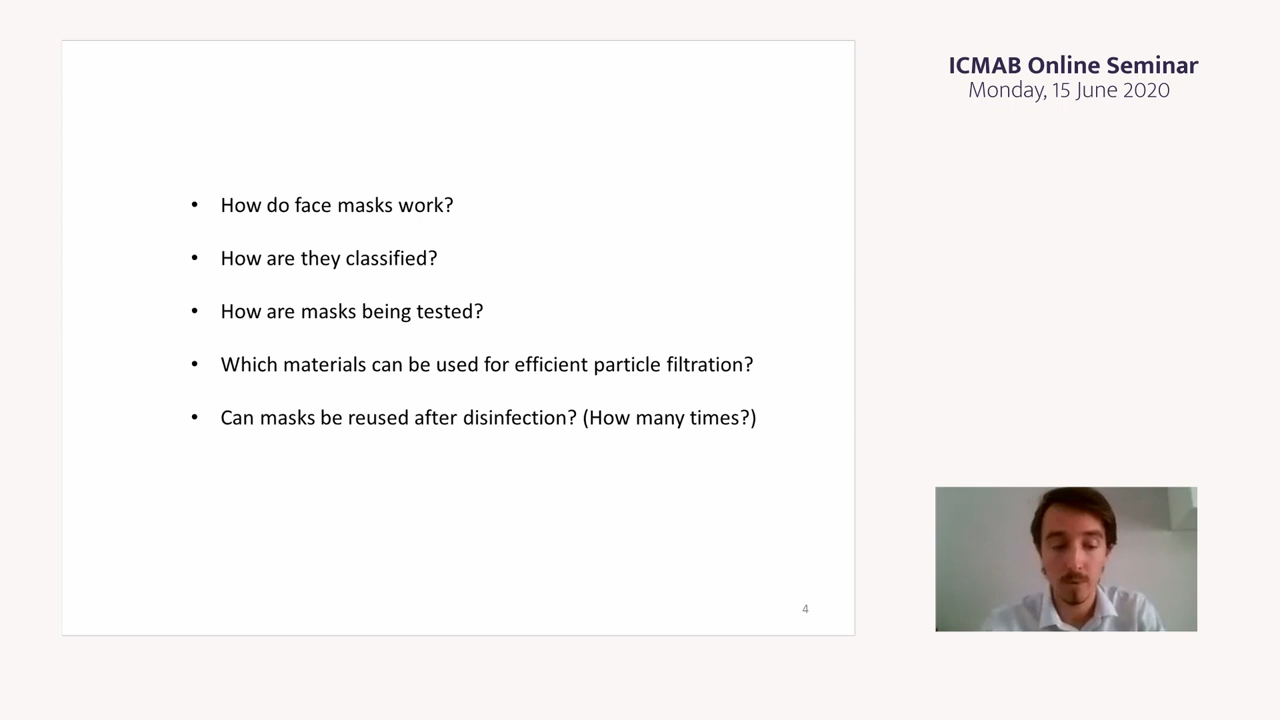 ICMAB Online Seminar
Monday, 15 June 2020
• How do face masks work?
• How are they classified?
• How are masks being tested?
• Which materials can be used for efficient particle filtration?
• Can masks be reused after disinfection? (How many times?)
4